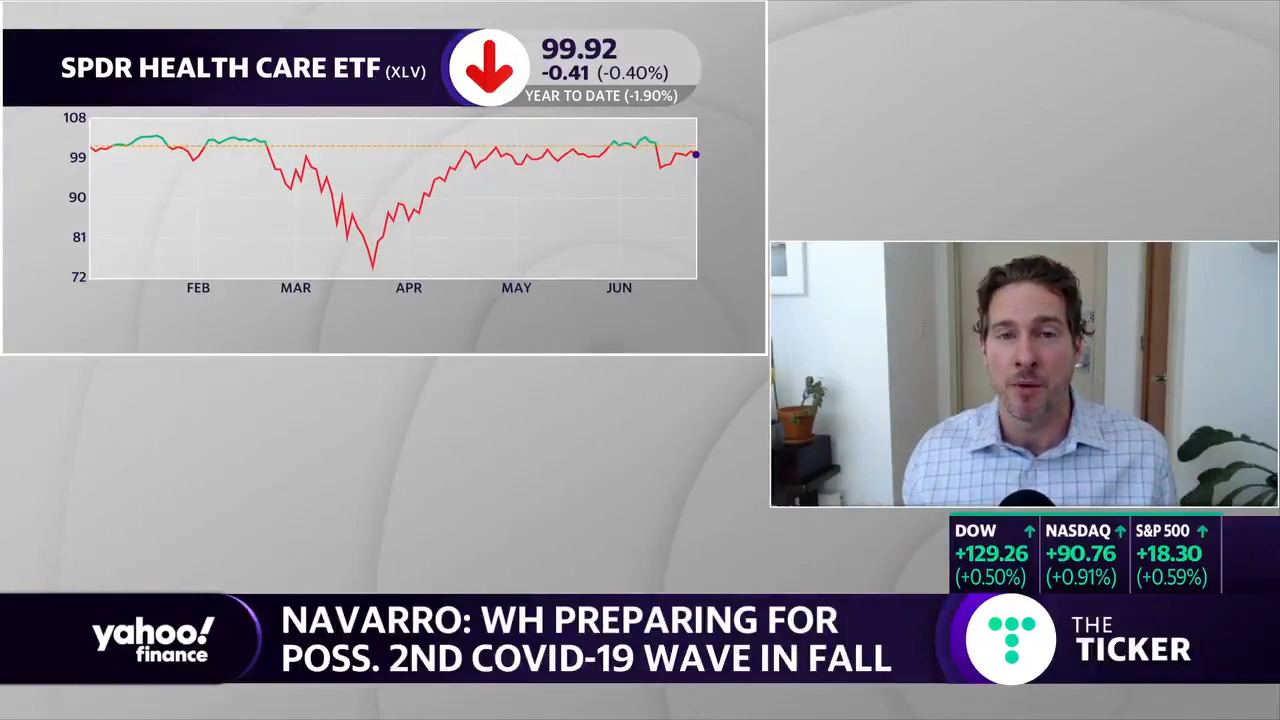 SPDR HEALTH CARE ETF (XLV)
99.92
-0.41 (-0.40%)
YEAR TO DATE (-1.90%)
108
99
90
81
72
FEB MAR APR MAY JUN
DOW
+129.26
(+0.50%)
NASDAQ
+90.76
(+0.91%)
S&P 500
+18.30
(+0.59%)
yahoo!
finance
NAVARRO: WH PREPARING FOR
POSS. 2ND COVID-19 WAVE IN FALL
THE
TICKER